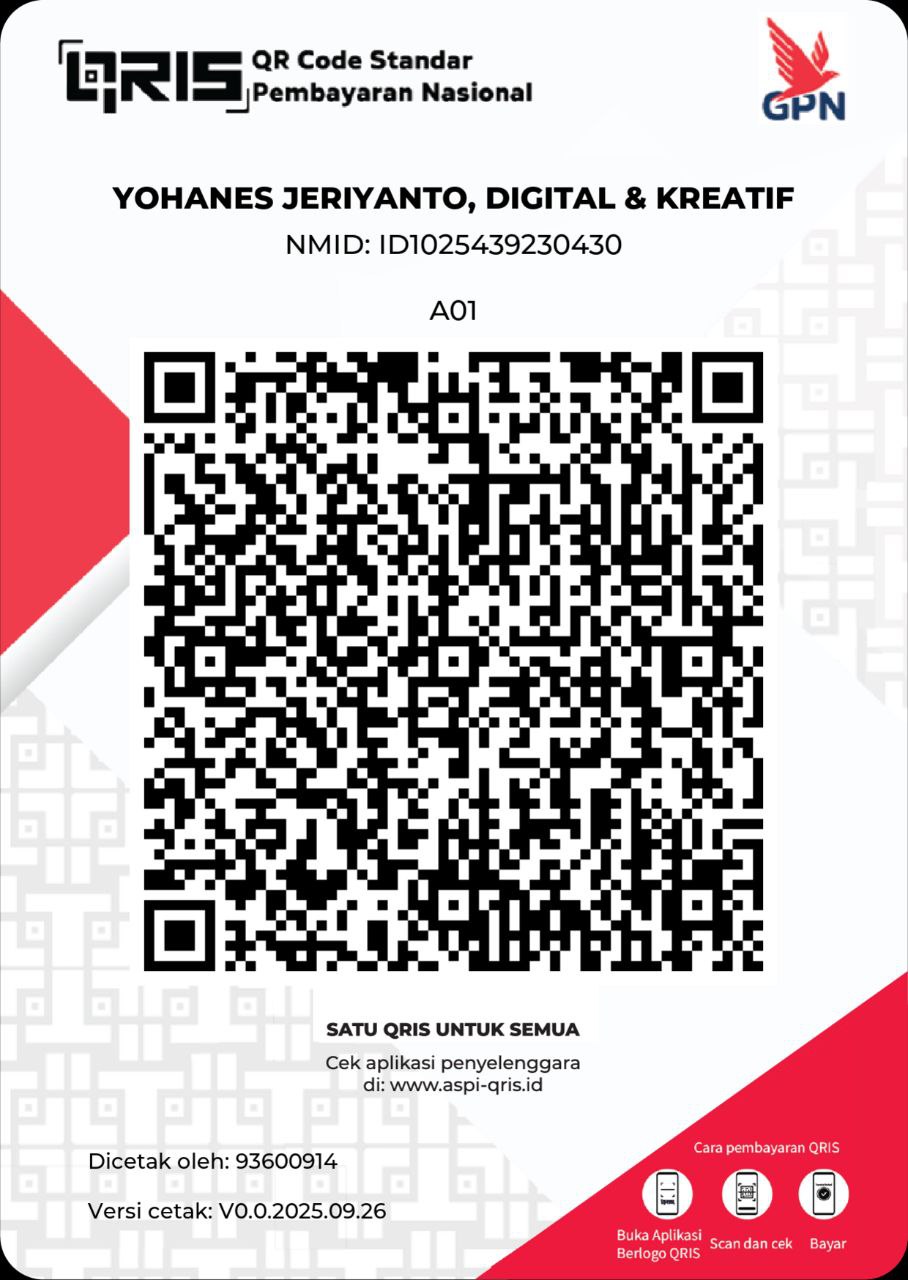 QRIS
QR Code Standar
Pembayaran Nasional
GPN
YOHANES JERIYANTO, DIGITAL & KREATIF
NMID: ID1025439230430
A01
SATU QRIS UNTUK SEMUA
Cek aplikasi penyelenggara
di: www.aspi-qris.id
Dicetak oleh: 93600914
Versi cetak: V0.0.2025.09.26
Cara pembayaran QRIS
Buka Aplikasi
Berlogo QRIS
Scan dan cek
Bayar